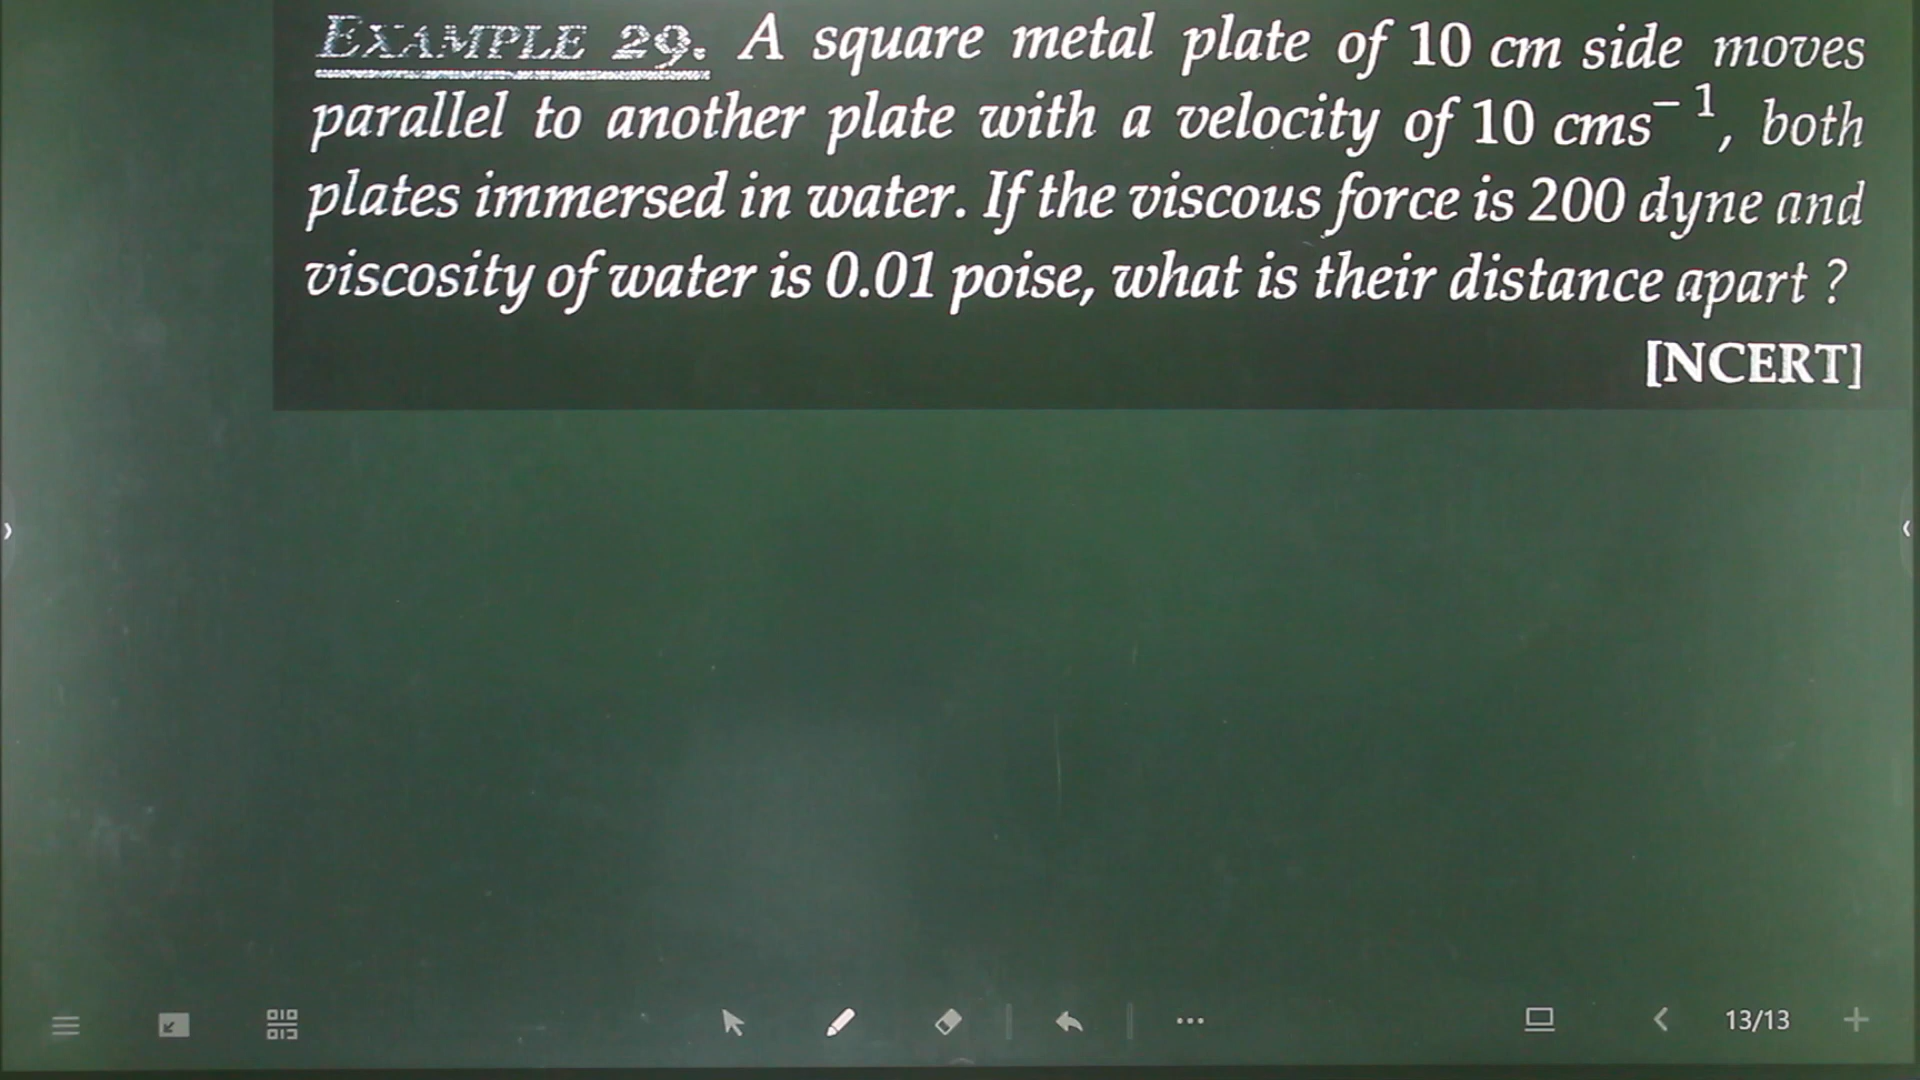 EXAMPLE 29. A square metal plate of 10 cm side moves
parallel to another plate with a velocity of 10 cms⁻¹, both
plates immersed in water. If the viscous force is 200 dyne and
viscosity of water is 0.01 poise, what is their distance apart ?
[NCERT]
13/13